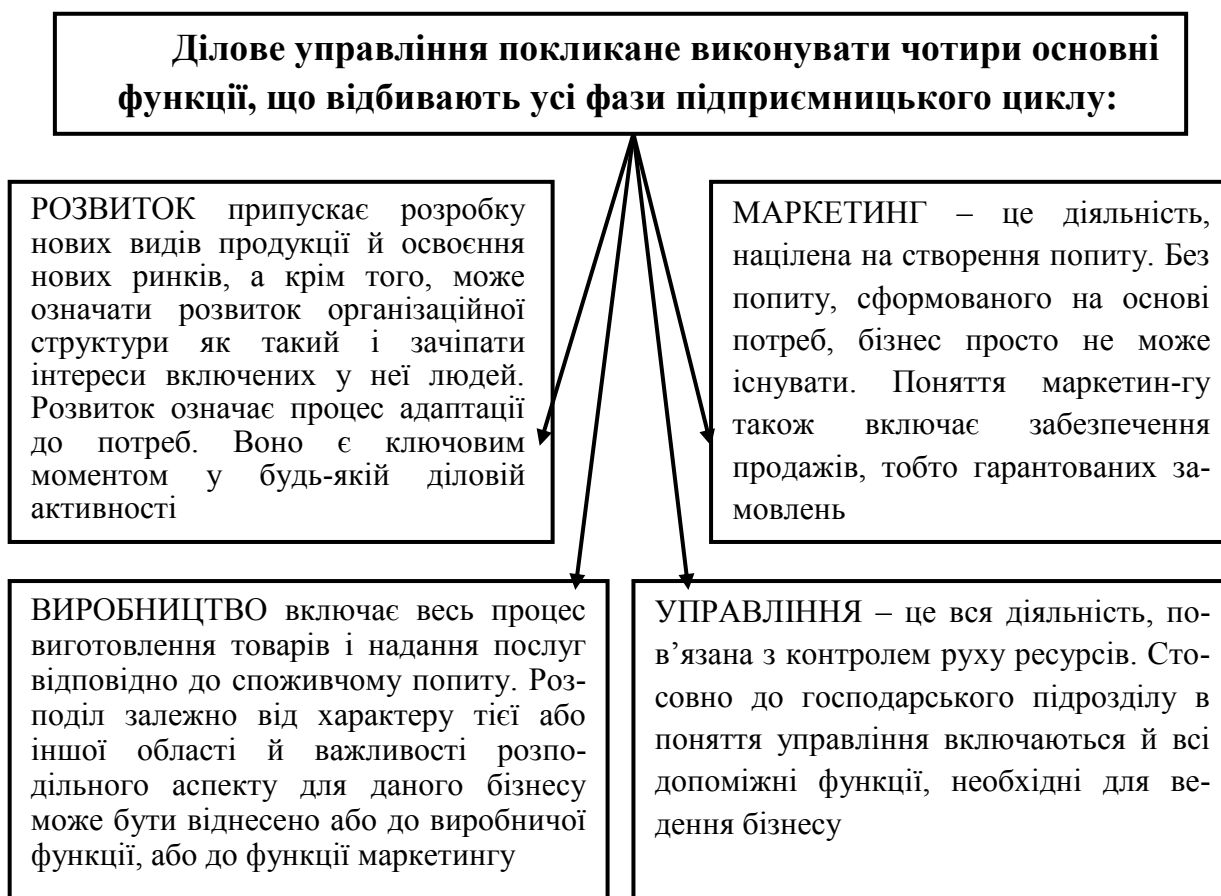 Ділове управління покликане виконувати чотири основні
функції, що відбивають усі фази підприємницького циклу:
РОЗВИТОК припускає розробку
нових видів продукції й освоєння
нових ринків, а крім того, може
означати розвиток організаційної
структури як такий і зачіпати
інтереси включених у неї людей.
Розвиток означає процес адаптації
до потреб. Воно є ключовим
моментом у будь-якій діловій
активності
МАРКЕТИНГ – це діяльність,
націлена на створення попиту. Без
попиту, сформованого на основі
потреб, бізнес просто не може
існувати. Поняття маркетин-гу
також включає забезпечення
продажів, тобто гарантованих за-
мовлень
ВИРОБНИЦТВО включає весь процес
виготовлення товарів і надання послуг
відповідно до споживчому попиту. Роз-
поділ залежно від характеру тієї або
іншої області й важливості розпо-
дільного аспекту для даного бізнесу
може бути віднесено або до виробничої
функції, або до функції маркетингу
УПРАВЛІННЯ – це вся діяльність, по-
в’язана з контролем руху ресурсів. Сто-
совно до господарського підрозділу в
поняття управління включаються й всі
допоміжні функції, необхідні для ве-
дення бізнесу